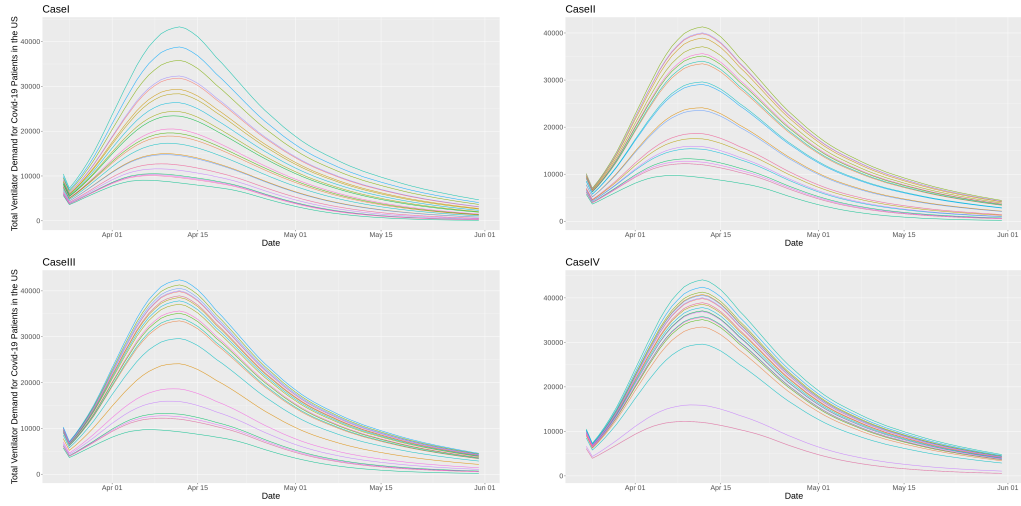 CaseI
Total Ventilator Demand for Covid-19 Patients in the US
40000
30000
20000
10000
0
Apr 01
Apr 15
May 01
May 15
Jun 01
Date
CaseII
40000
30000
20000
10000
0
Apr 01
Apr 15
May 01
May 15
Jun 01
Date
CaseIII
Total Ventilator Demand for Covid-19 Patients in the US
40000
30000
20000
10000
0
Apr 01
Apr 15
May 01
May 15
Jun 01
Date
CaseIV
40000
30000
20000
10000
0
Apr 01
Apr 15
May 01
May 15
Jun 01
Date